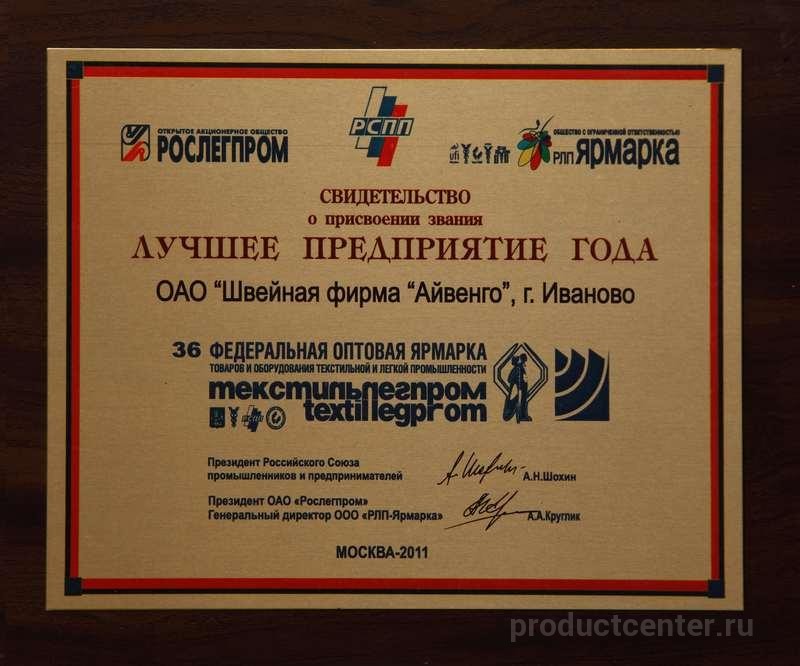 ОТКРЫТОЕ АКЦИОНЕРНОЕ ОБЩЕСТВО
РОСЛЕГПРОМ
РСПП
ufi
ОБЩЕСТВО С ОГРАНИЧЕННОЙ ОТВЕТСТВЕННОСТЬЮ
РЛП ЯРМАРКА
СВИДЕТЕЛЬСТВО
о присвоении звания
ЛУЧШЕЕ ПРЕДПРИЯТИЕ ГОДА
ОАО "Швейная фирма "Айвенго", г. Иваново
36 ФЕДЕРАЛЬНАЯ ОПТОВАЯ ЯРМАРКА
ТОВАРОВ И ОБОРУДОВАНИЯ ТЕКСТИЛЬНОЙ И ЛЕГКОЙ ПРОМЫШЛЕННОСТИ
текстильлегпром
textillegprom
Президент Российского Союза
промышленников и предпринимателей А.Н.Шохин
Президент ОАО «Рослегпром»
Генеральный директор ООО «РЛП-Ярмарка» А.А.Круглик
МОСКВА-2011
productcenter.ru